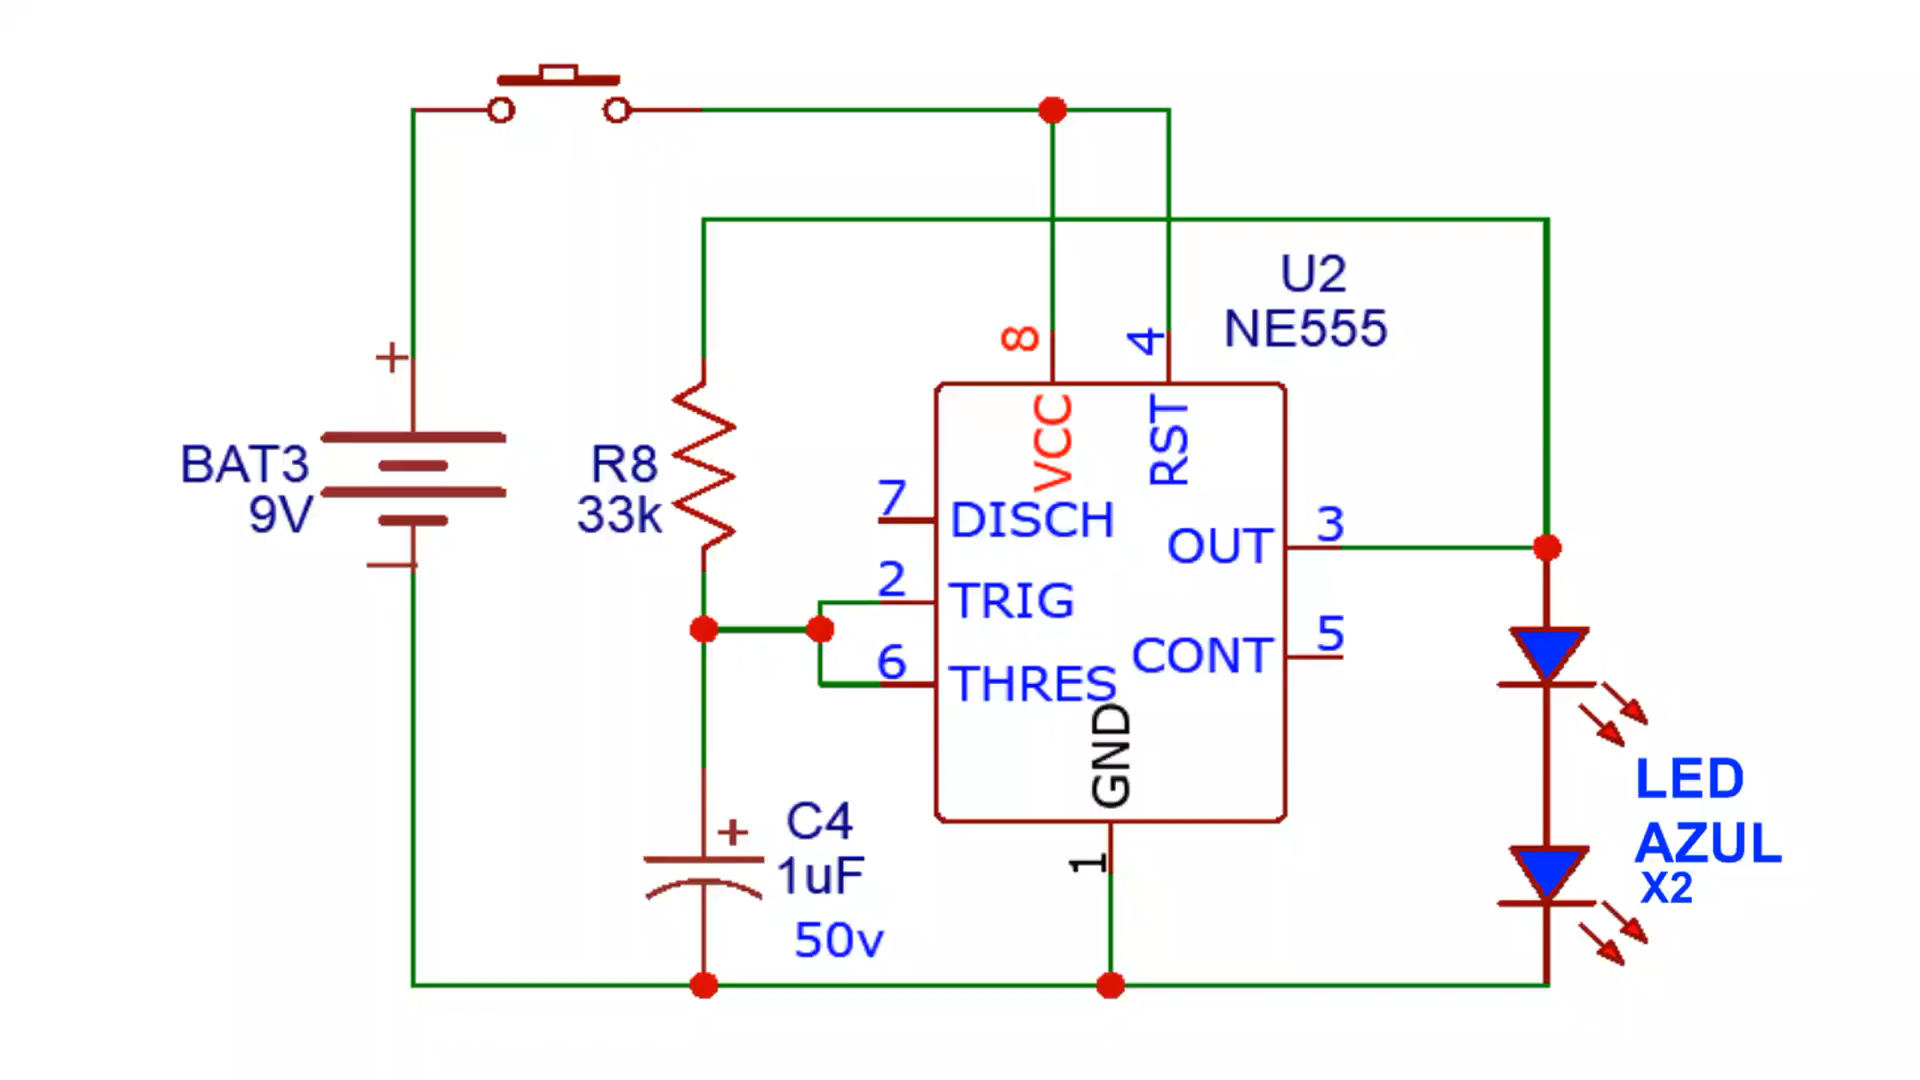 +
BAT3
9V
R8
33k
U2
NE555
8
4
VCC
RST
7
DISCH
2
TRIG
6
THRES
OUT
3
CONT
5
GND
1
+
C4
1uF
50v
LED
AZUL
X2